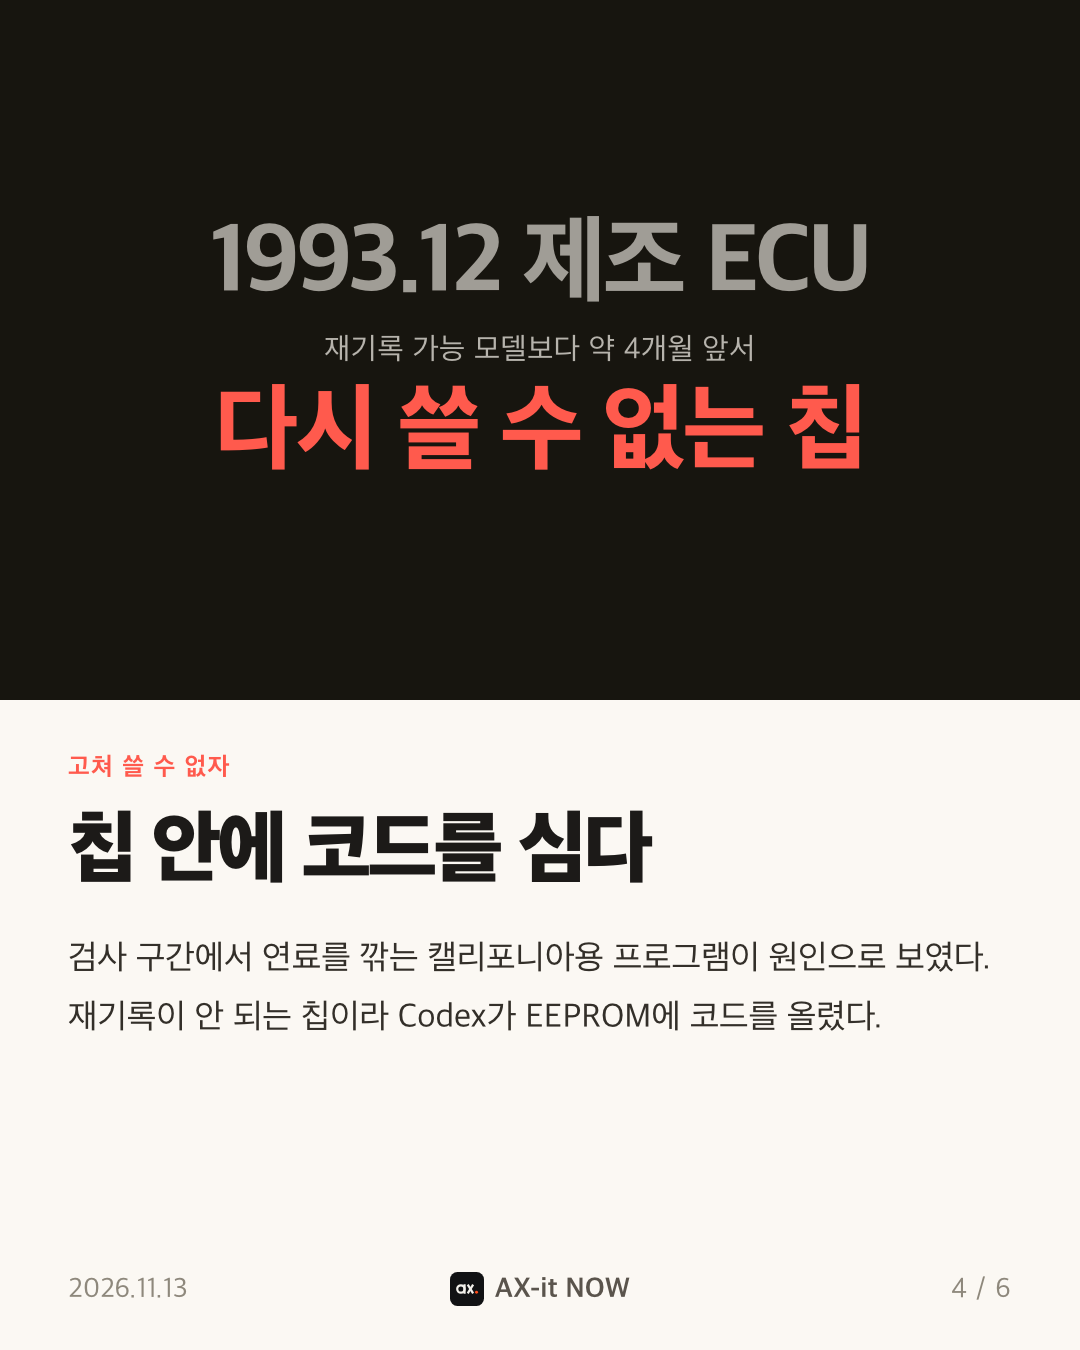 1993.12 제조 ECU
재기록 가능 모델보다 약 4개월 앞서
다시 쓸 수 없는 칩
고쳐 쓸 수 없자
칩 안에 코드를 심다
검사 구간에서 연료를 깎는 캘리포니아용 프로그램이 원인으로 보였다.
재기록이 안 되는 칩이라 Codex가 EEPROM에 코드를 올렸다.
2026.11.13
ax. AX-it NOW
4 / 6